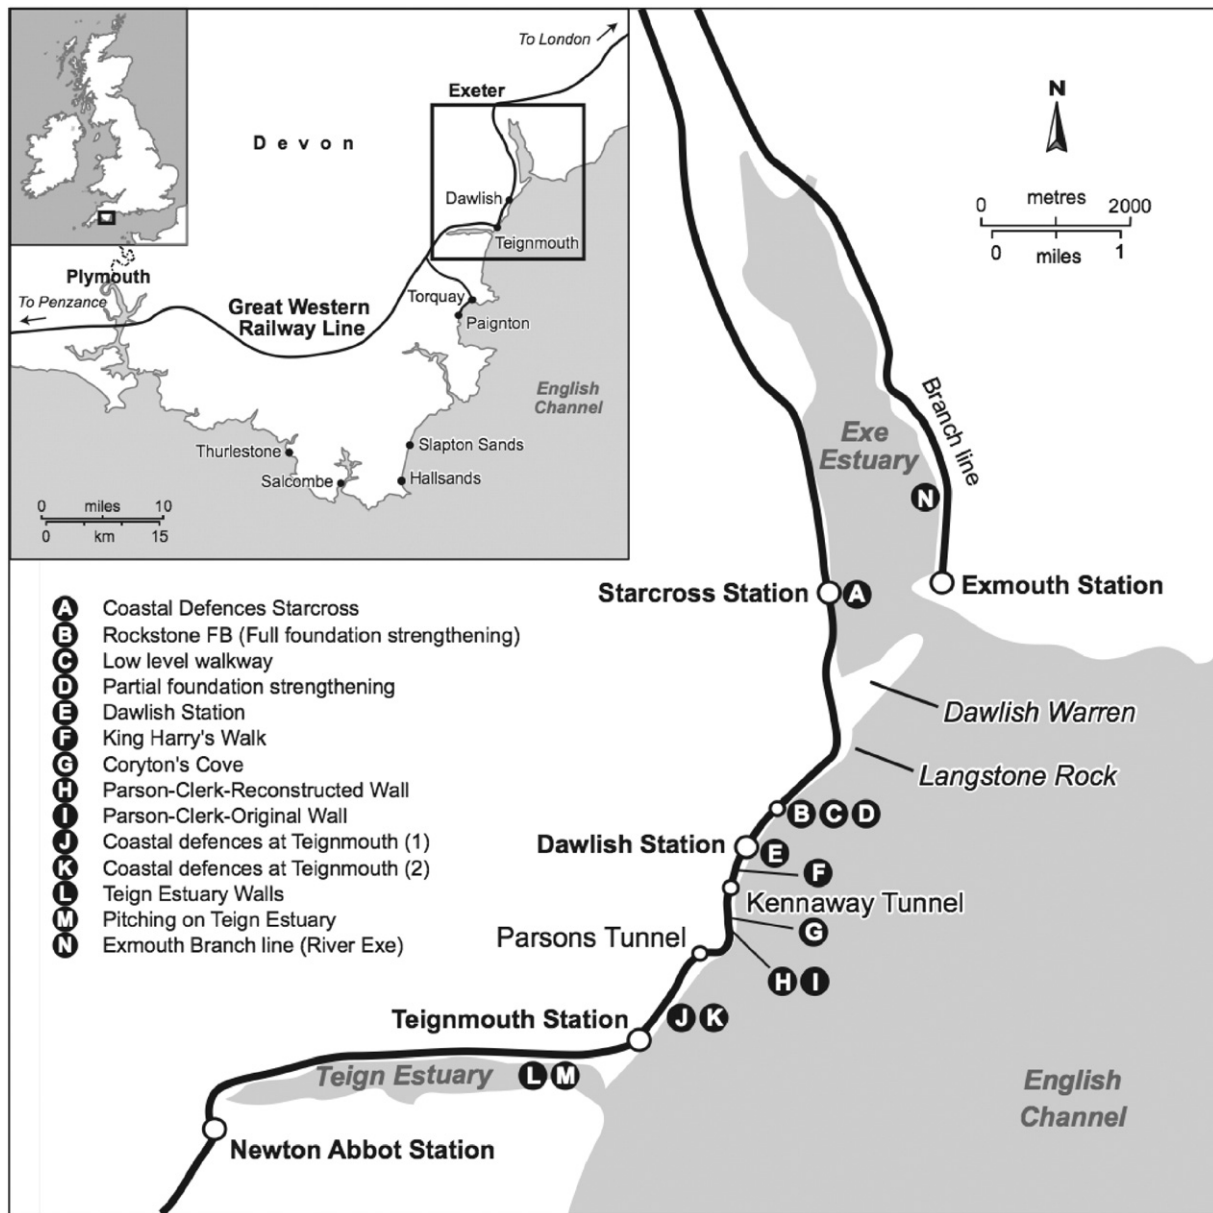 To London
Exeter
Devon
Dawlish
Teignmouth
Plymouth
To Penzance
Great Western
Railway Line
Torquay
Paignton
English
Channel
Thurlestone
Slapton Sands
Salcombe
Hallsands
0 miles 10
0 km 15
N
0 metres 2000
0 miles 1
Branch line
Exe
Estuary
N
Starcross Station
A
Exmouth Station
A Coastal Defences Starcross
B Rockstone FB (Full foundation strengthening)
C Low level walkway
D Partial foundation strengthening
E Dawlish Station
F King Harry's Walk
G Coryton's Cove
H Parson-Clerk-Reconstructed Wall
I Parson-Clerk-Original Wall
J Coastal defences at Teignmouth (1)
K Coastal defences at Teignmouth (2)
L Teign Estuary Walls
M Pitching on Teign Estuary
N Exmouth Branch line (River Exe)
Dawlish Warren
Langstone Rock
B C D
Dawlish Station
E
F
Kennaway Tunnel
G
Parsons Tunnel
H I
Teignmouth Station
J K
Teign Estuary
L M
English
Channel
Newton Abbot Station